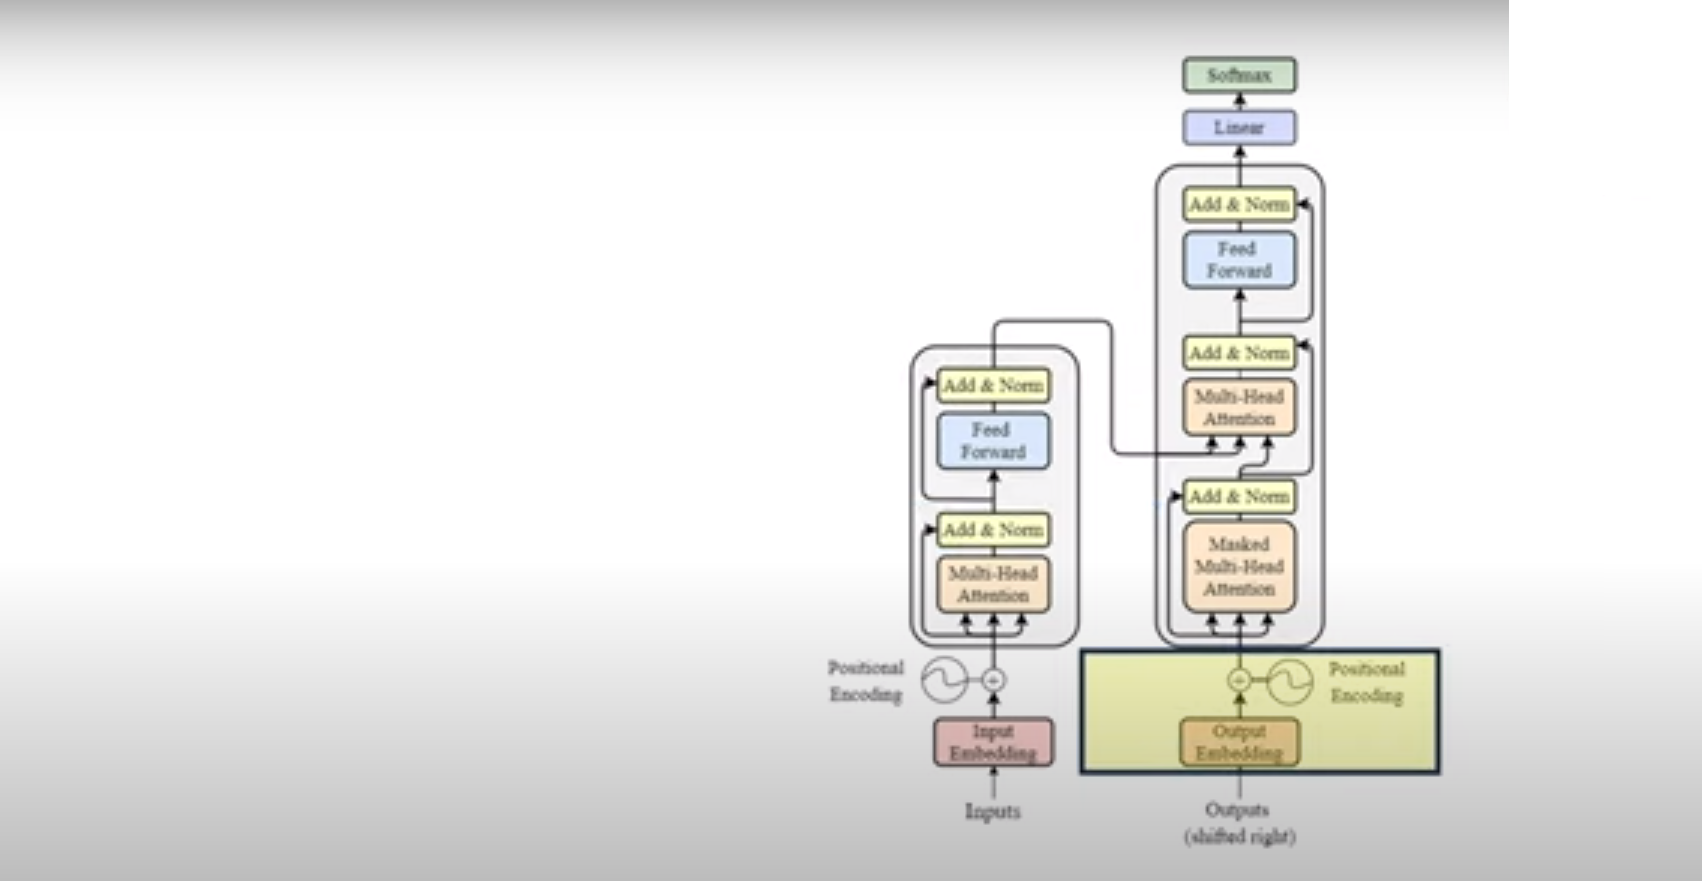 Softmax
Linear
Add & Norm
Feed
Forward
Add & Norm
Multi-Head
Attention
Add & Norm
Masked
Multi-Head
Attention
Add & Norm
Feed
Forward
Add & Norm
Multi-Head
Attention
Positional
Encoding
Input
Embedding
Inputs
Positional
Encoding
Output
Embedding
Outputs
(shifted right)